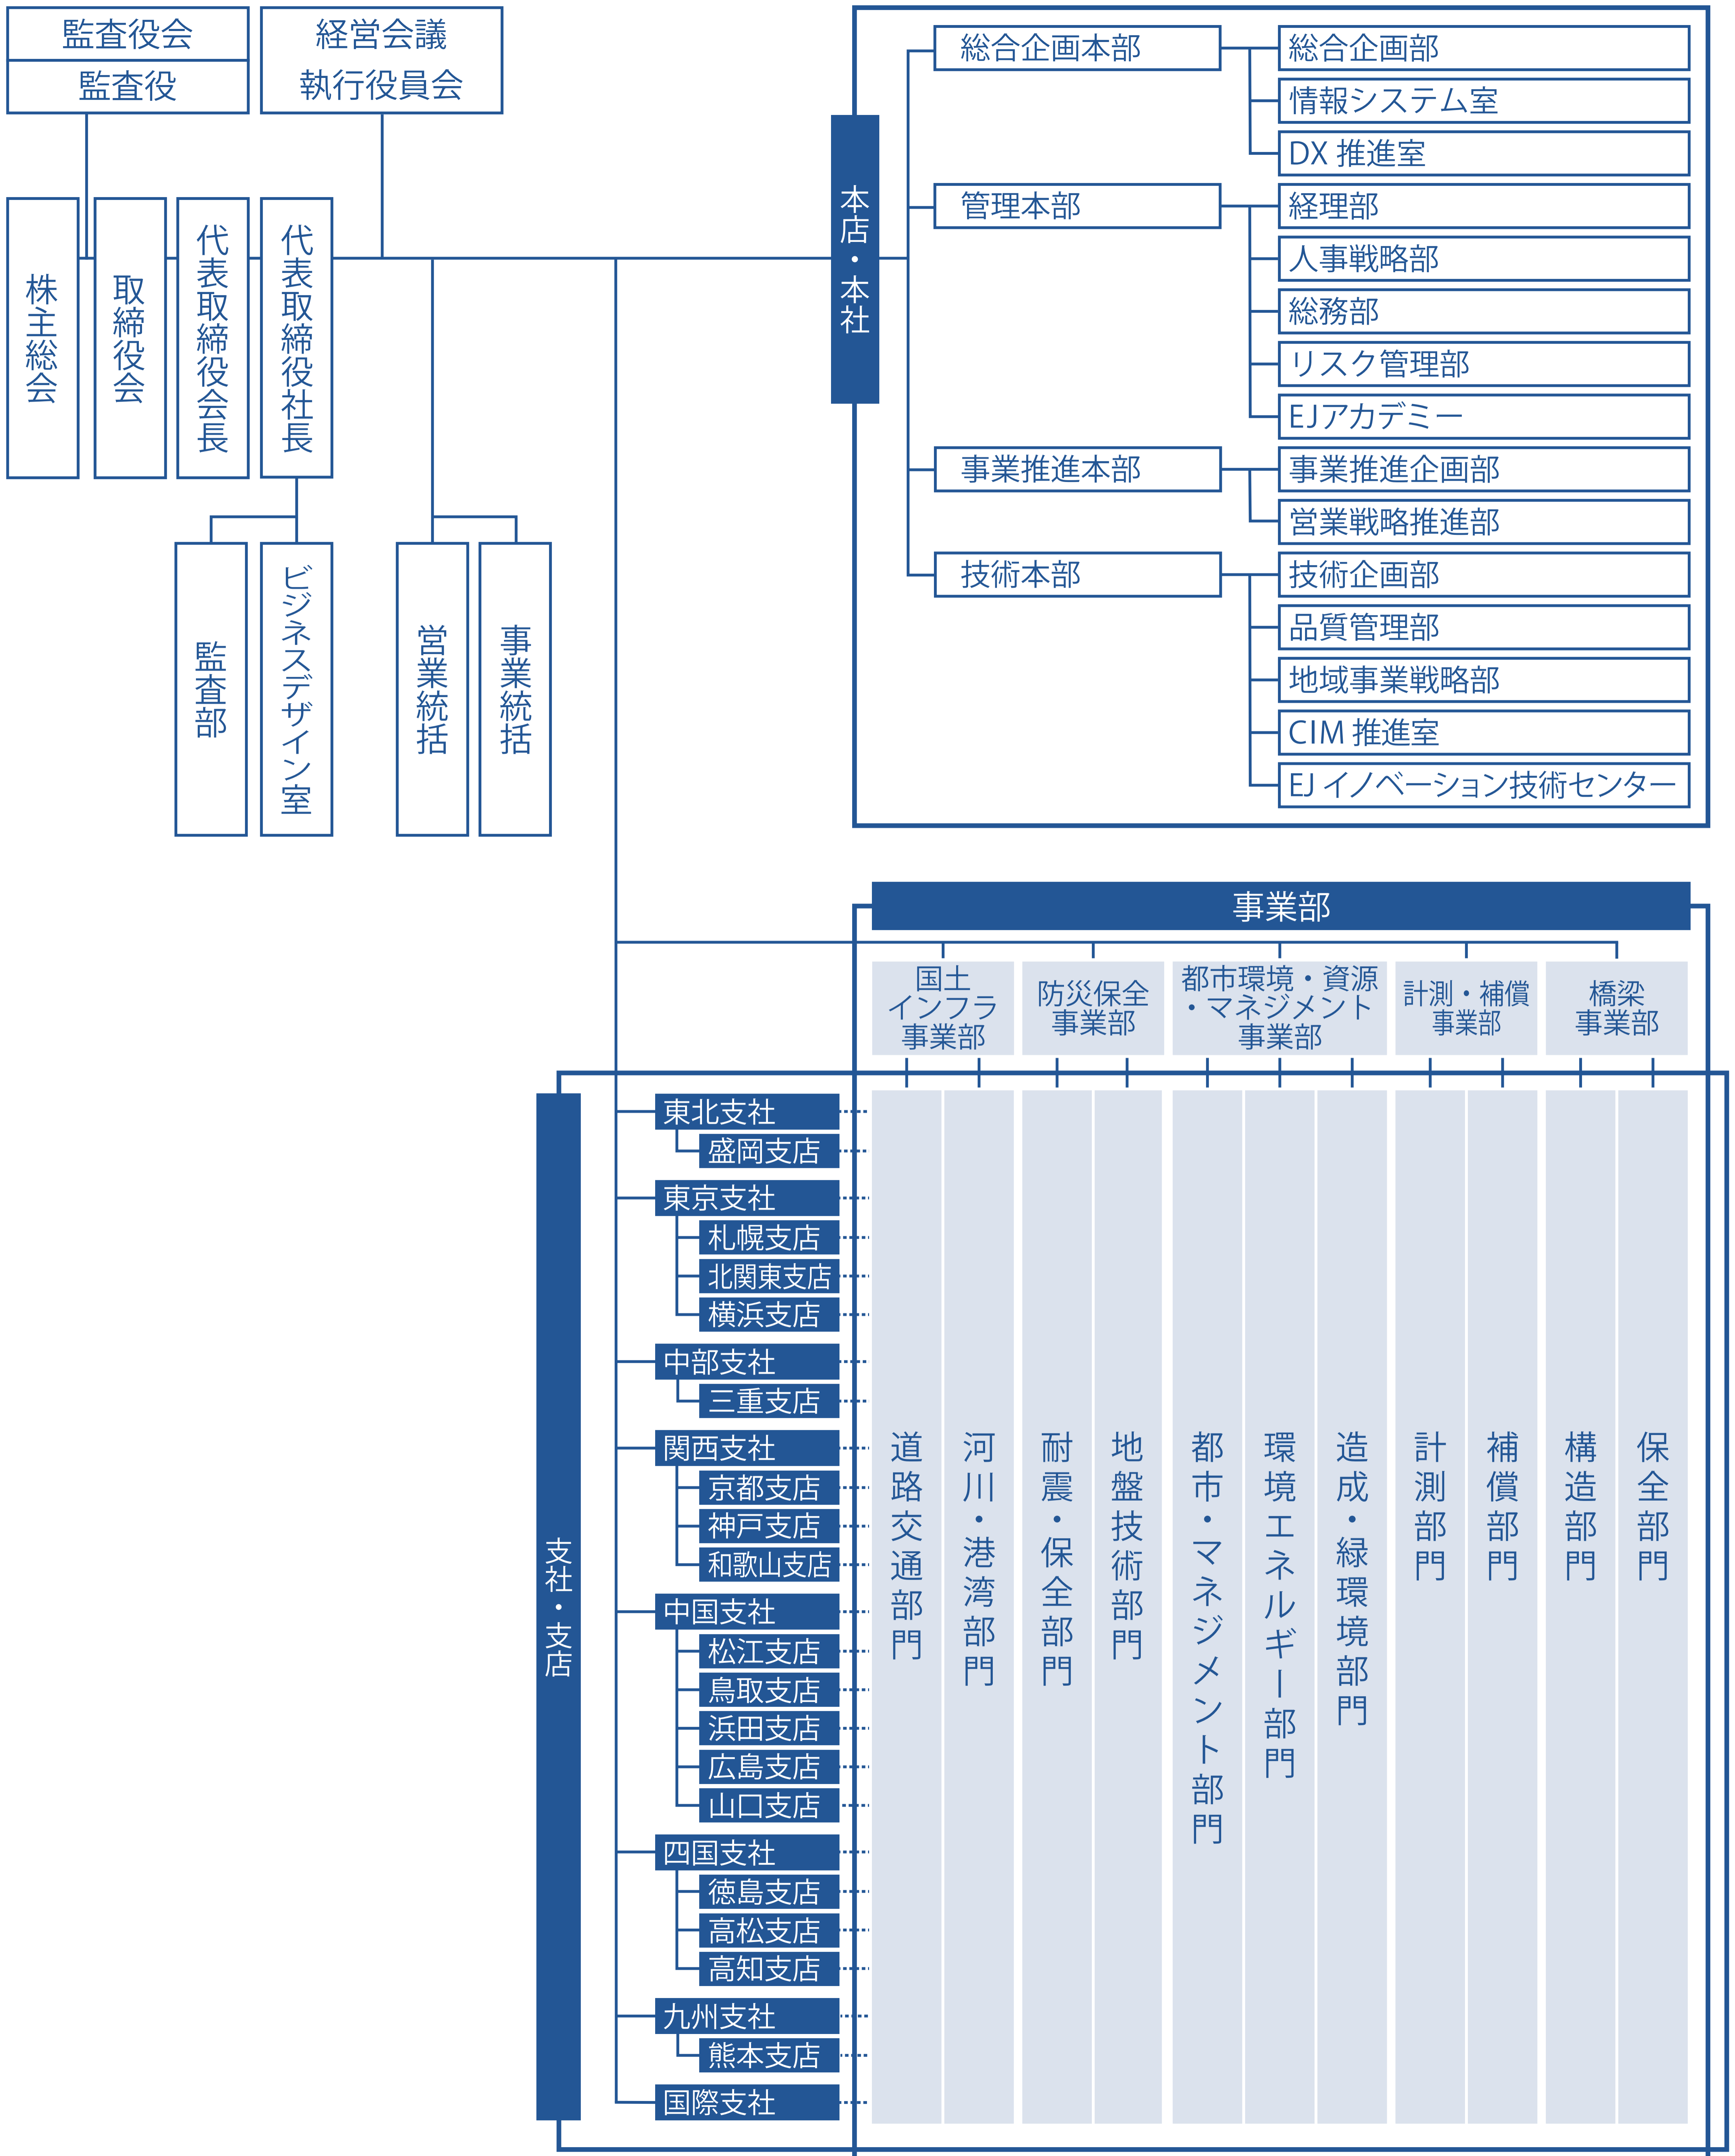 監査役会
監査役
経営会議
執行役員会
株主総会
取締役会
代表取締役会長
代表取締役社長
監査部
ビジネスデザイン室
営業統括
事業統括
本店・本社
総合企画本部
総合企画部
情報システム室
DX 推進室
管理本部
経理部
人事戦略部
総務部
リスク管理部
EJアカデミー
事業推進本部
事業推進企画部
営業戦略推進部
技術本部
技術企画部
品質管理部
地域事業戦略部
CIM 推進室
EJ イノベーション技術センター
事業部
国土
インフラ
事業部
防災保全
事業部
都市環境・資源
・マネジメント
事業部
計測・補償
事業部
橋梁
事業部
支社・支店
東北支社
盛岡支店
東京支社
札幌支店
北関東支店
横浜支店
中部支社
三重支店
関西支社
京都支店
神戸支店
和歌山支店
中国支社
松江支店
鳥取支店
浜田支店
広島支店
山口支店
四国支社
徳島支店
高松支店
高知支店
九州支社
熊本支店
国際支社
道路交通部門
河川・港湾部門
耐震・保全部門
地盤技術部門
都市・マネジメント部門
環境エネルギー部門
造成・緑環境部門
計測部門
補償部門
構造部門
保全部門